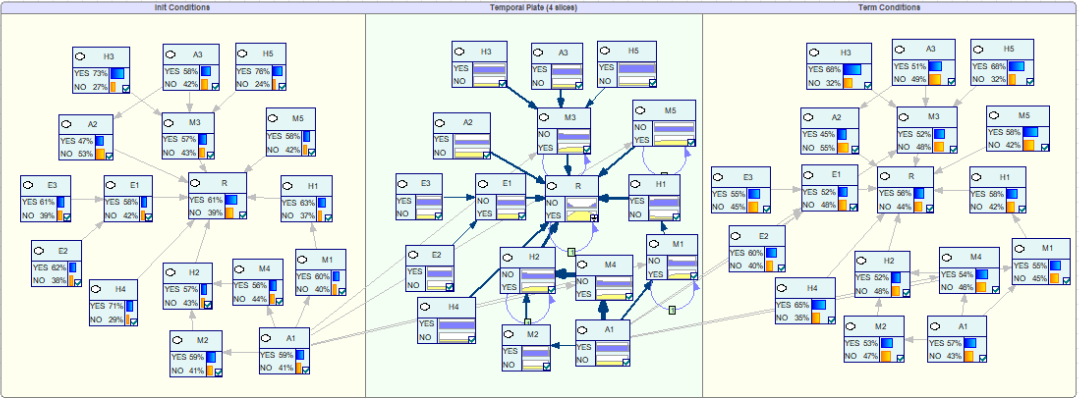 Init Conditions
Temporal Plate (4 slices)
Term Conditions
H3
YES 73%
NO 27%
A3
YES 58%
NO 42%
H5
YES 76%
NO 24%
A2
YES 47%
NO 53%
M3
YES 57%
NO 43%
M5
YES 58%
NO 42%
E3
YES 61%
NO 39%
E1
YES 58%
NO 42%
R
YES 61%
NO 39%
H1
YES 63%
NO 37%
E2
YES 62%
NO 38%
H4
YES 71%
NO 29%
H2
YES 57%
NO 43%
M4
YES 56%
NO 44%
M1
YES 60%
NO 40%
M2
YES 59%
NO 41%
A1
YES 59%
NO 41%
H3
YES
NO
A3
YES
NO
H5
YES
NO
A2
YES
NO
M3
NO
YES
M5
NO
YES
E3
YES
NO
E1
NO
YES
R
NO
YES
H1
YES
NO
E2
YES
NO
H4
YES
NO
H2
NO
YES
M4
YES
NO
M1
NO
YES
M2
YES
NO
A1
YES
NO
H3
YES 68%
NO 32%
A3
YES 51%
NO 49%
H5
YES 68%
NO 32%
A2
YES 45%
NO 55%
M3
YES 52%
NO 48%
M5
YES 58%
NO 42%
E3
YES 55%
NO 45%
E1
YES 52%
NO 48%
R
YES 56%
NO 44%
H1
YES 58%
NO 42%
E2
YES 60%
NO 40%
H4
YES 65%
NO 35%
H2
YES 52%
NO 48%
M4
YES 54%
NO 46%
M1
YES 55%
NO 45%
M2
YES 53%
NO 47%
A1
YES 57%
NO 43%